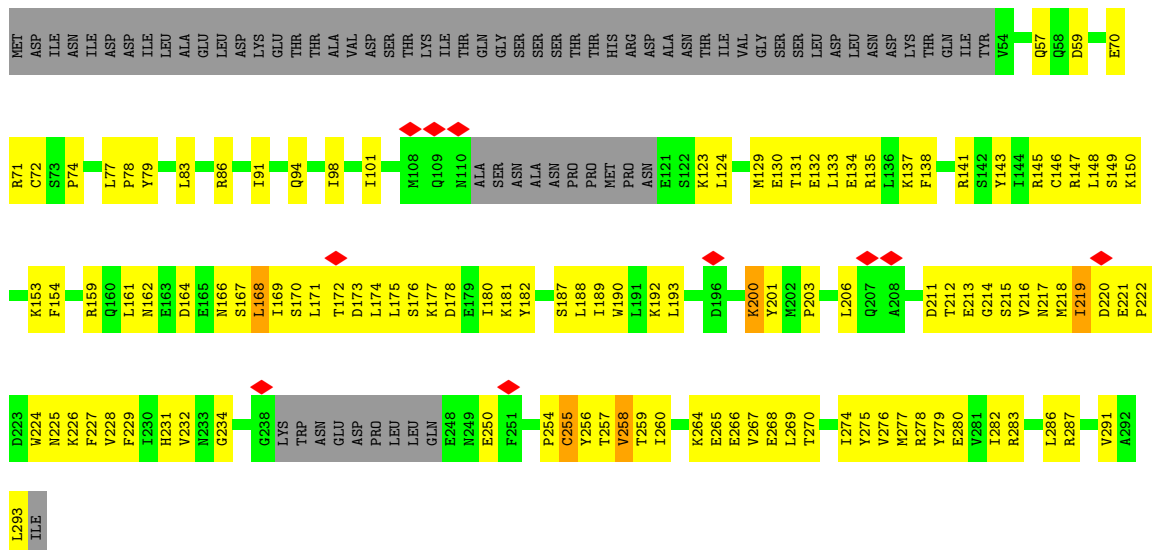 MET ASP ILE ASN ILE ASP ASP ILE LEU ALA GLU LEU ASP LYS GLU THR THR ALA VAL ASP SER THR LYS ILE THR GLN GLY SER SER SER THR THR HIS ARG ASP ALA ASN THR ILE VAL GLY SER SER LEU ASP LEU ASN ASP LYS THR GLN ILE TYR V54 Q57 Q58 D59 E70
R71 C72 S73 P74 L77 P78 Y79 L83 R86 I91 Q94 I98 I101 M108 Q109 N110 ALA SER ASN ALA ASN PRO PRO MET PRO ASN E121 S122 K123 L124 M129 E130 T131 E132 L133 E134 R135 L136 K137 F138 R141 S142 Y143 I144 R145 C146 R147 L148 S149 K150
K153 F154 R159 Q160 L161 N162 E163 D164 E165 N166 S167 L168 I169 S170 L171 T172 D173 L174 L175 S176 K177 D178 E179 I180 K181 Y182 S187 L188 I189 W190 L191 K192 L193 D196 K200 Y201 M202 P203 L206 Q207 A208 D211 T212 E213 G214 S215 V216 N217 M218 I219 D220 E221 P222
D223 W224 N225 K226 F227 V228 F229 I230 H231 V232 N233 G234 G238 LYS TRP ASN GLU ASP PRO LEU LEU GLN E248 N249 E250 F251 P254 C255 Y256 T257 V258 T259 I260 K264 E265 E266 V267 E268 L269 T270 I274 Y275 V276 M277 R278 Y279 E280 V281 I282 R283 L286 R287 V291 A292
L293 ILE